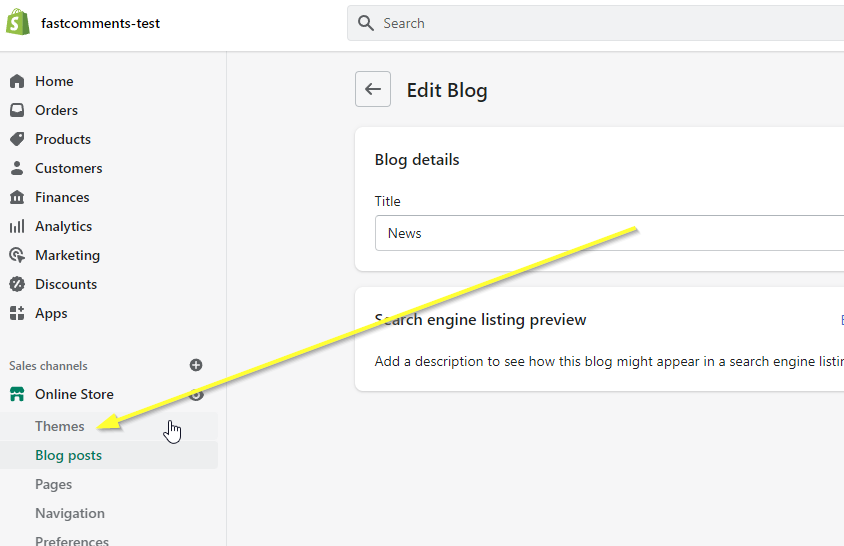 fastcomments-test
Search
Home
Orders
Products
Customers
Finances
Analytics
Marketing
Discounts
Apps
Sales channels
Online Store
Themes
Blog posts
Pages
Navigation
Preferences
Edit Blog
Blog details
Title
News
Search engine listing preview
Add a description to see how this blog might appear in a search engine listin